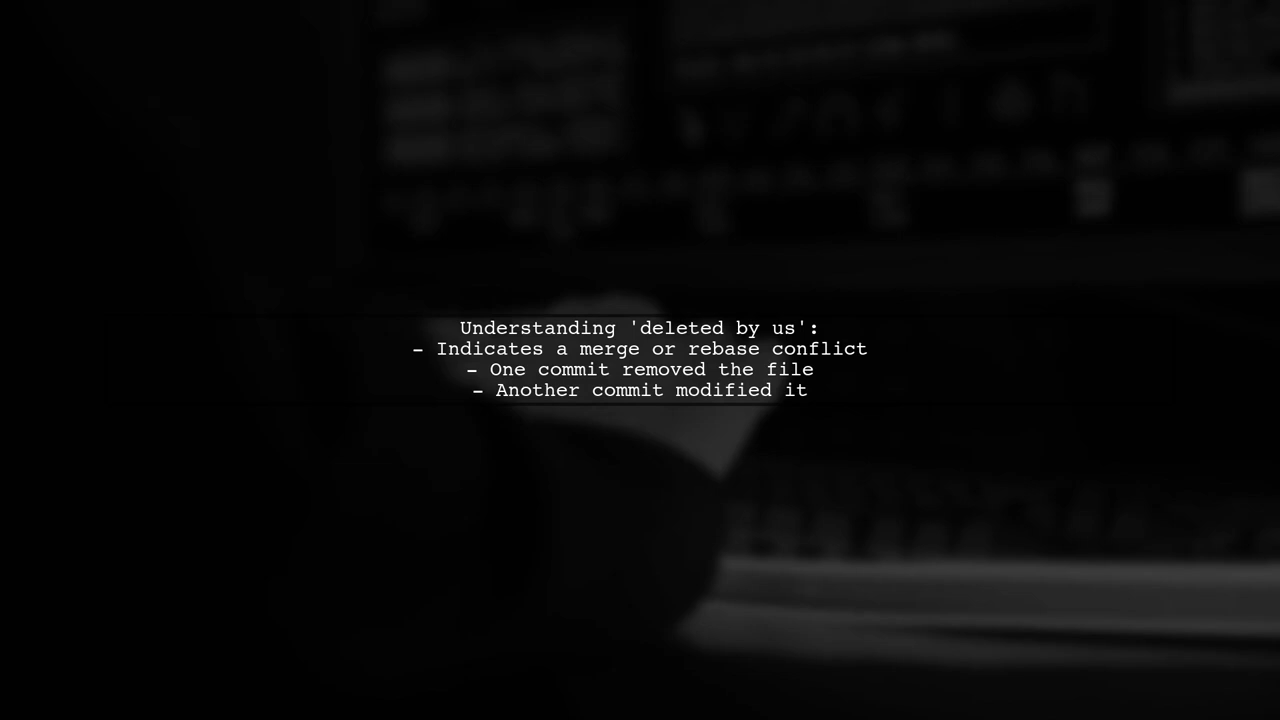 Understanding 'deleted by us':
- Indicates a merge or rebase conflict
- One commit removed the file
- Another commit modified it